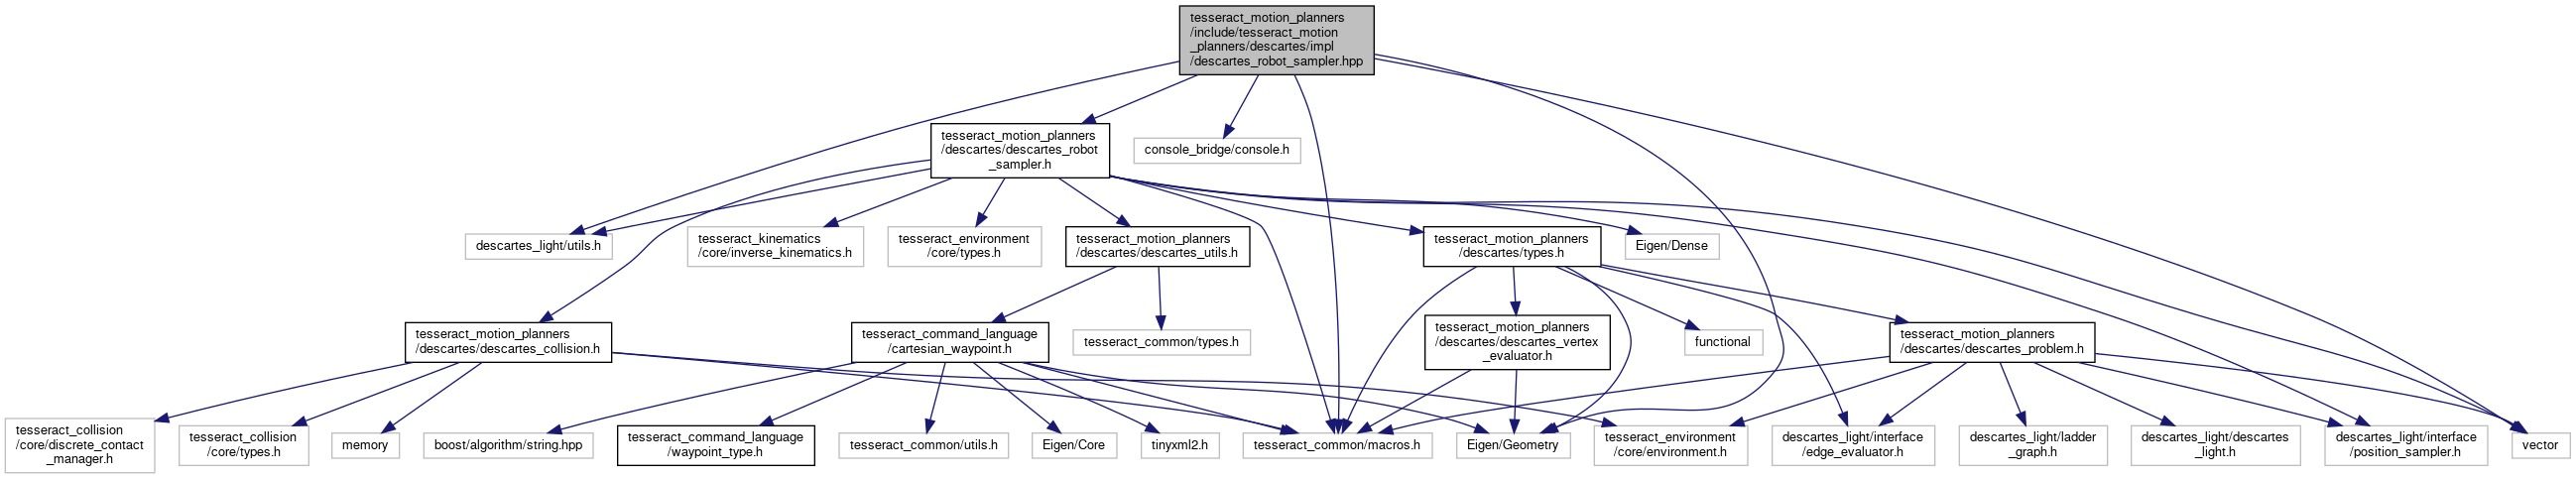 tesseract_motion_planners
/include/tesseract_motion
_planners/descartes/impl
/descartes_robot_sampler.hpp
tesseract_motion_planners
/descartes/descartes_robot
_sampler.h
console_bridge/console.h
descartes_light/utils.h
tesseract_kinematics
/core/inverse_kinematics.h
tesseract_environment
/core/types.h
tesseract_motion_planners
/descartes/descartes_utils.h
tesseract_motion_planners
/descartes/types.h
Eigen/Dense
tesseract_motion_planners
/descartes/descartes_collision.h
tesseract_command_language
/cartesian_waypoint.h
tesseract_common/types.h
tesseract_motion_planners
/descartes/descartes_vertex
_evaluator.h
functional
tesseract_motion_planners
/descartes/descartes_problem.h
tesseract_collision
/core/discrete_contact
_manager.h
tesseract_collision
/core/types.h
memory
boost/algorithm/string.hpp
tesseract_command_language
/waypoint_type.h
tesseract_common/utils.h
Eigen/Core
tinyxml2.h
tesseract_common/macros.h
Eigen/Geometry
tesseract_environment
/core/environment.h
descartes_light/interface
/edge_evaluator.h
descartes_light/ladder
_graph.h
descartes_light/descartes
_light.h
descartes_light/interface
/position_sampler.h
vector